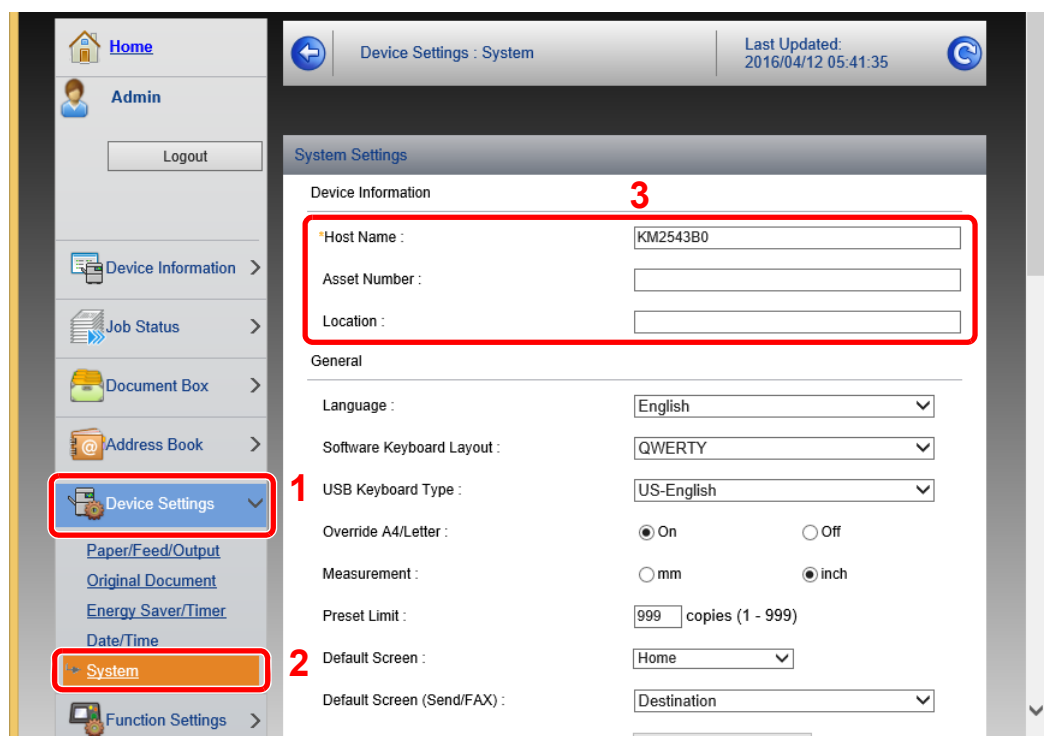 Home
Admin
Logout
Device Information
Job Status
Document Box
Address Book
Device Settings
1
Paper/Feed/Output
Original Document
Energy Saver/Timer
Date/Time
System
2
Function Settings
Device Settings : System
Last Updated:
2016/04/12 05:41:35
System Settings
Device Information
3
*Host Name : KM2543B0
Asset Number :
Location :
General
Language : English
Software Keyboard Layout : QWERTY
USB Keyboard Type : US-English
Override A4/Letter : On Off
Measurement : mm inch
Preset Limit : 999 copies (1 - 999)
Default Screen : Home
Default Screen (Send/FAX) : Destination